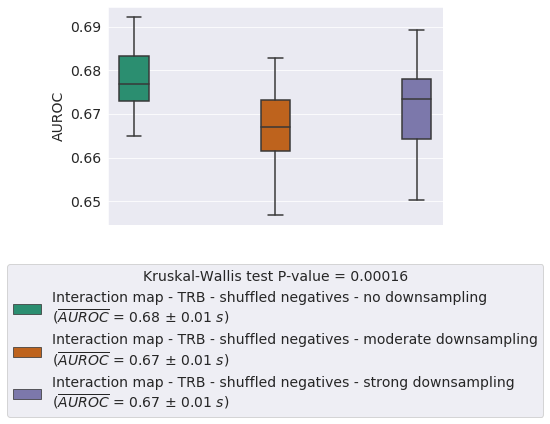 0.69
0.68
0.67
0.66
0.65
AUROC
Kruskal-Wallis test P-value = 0.00016
Interaction map - TRB - shuffled negatives - no downsampling
(AUROC = 0.68 ± 0.01 s)
Interaction map - TRB - shuffled negatives - moderate downsampling
(AUROC = 0.67 ± 0.01 s)
Interaction map - TRB - shuffled negatives - strong downsampling
(AUROC = 0.67 ± 0.01 s)